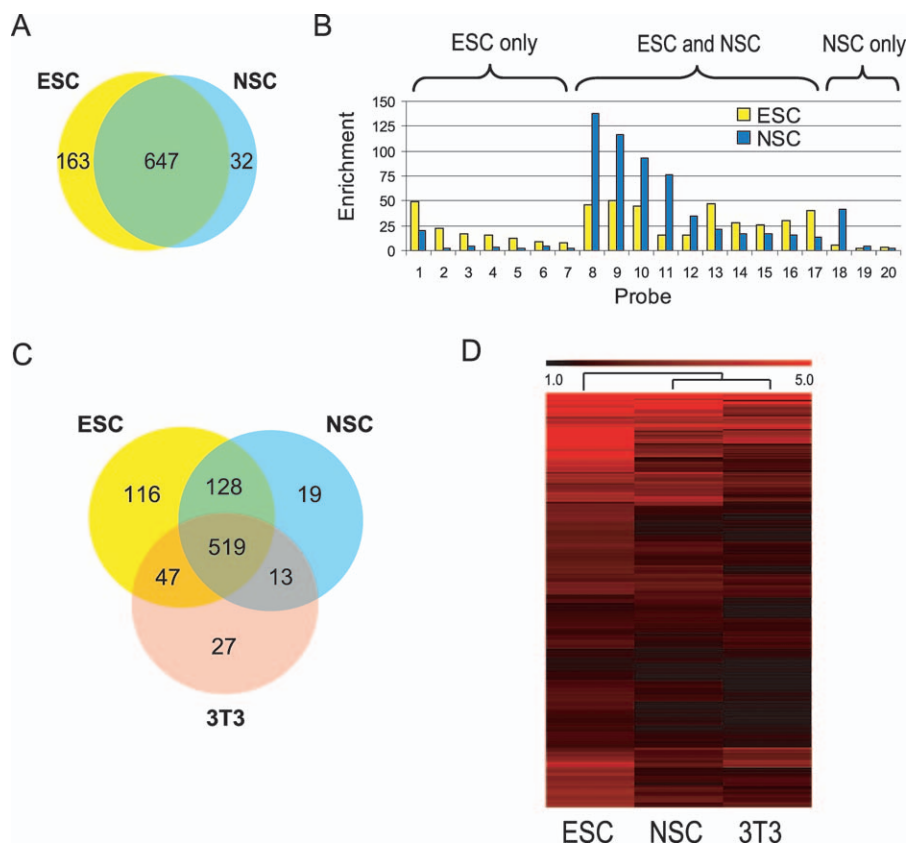 A
ESC
NSC
163
647
32
B
ESC only
ESC and NSC
NSC only
150
125
100
75
50
25
0
Enrichment
ESC
NSC
1 2 3 4 5 6 7 8 9 10 11 12 13 14 15 16 17 18 19 20
Probe
C
ESC
NSC
116
128
19
519
47
13
27
3T3
D
1.0 5.0
ESC NSC 3T3